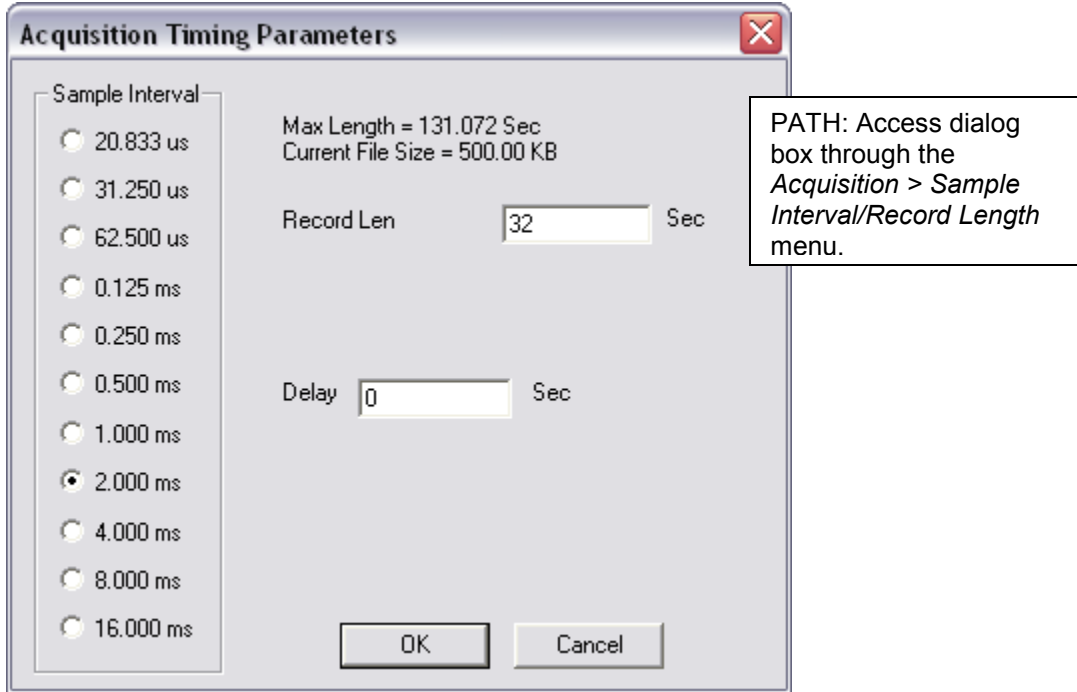 Acquisition Timing Parameters
Sample Interval
20.833 us
31.250 us
62.500 us
0.125 ms
0.250 ms
0.500 ms
1.000 ms
2.000 ms
4.000 ms
8.000 ms
16.000 ms
Max Length = 131.072 Sec
Current File Size = 500.00 KB
Record Len 32 Sec
Delay 0 Sec
OK Cancel
PATH: Access dialog
box through the
Acquisition > Sample
Interval/Record Length
menu.